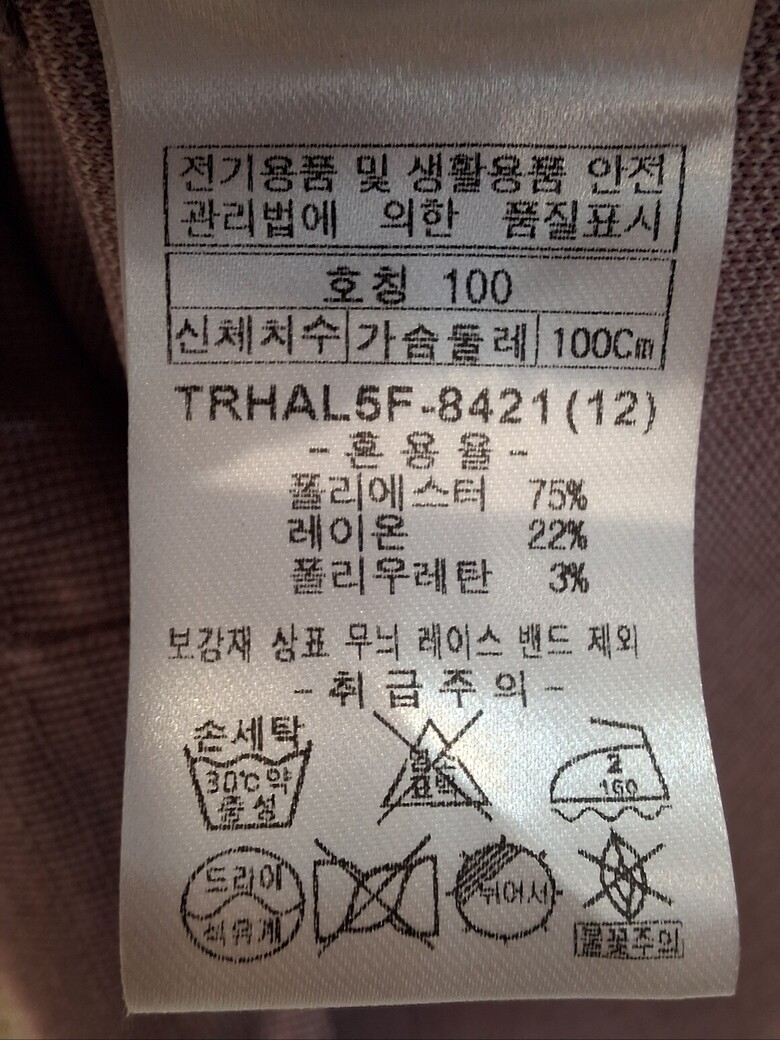 전기용품 및 생활용품 안전
관리법에 의한 품질표시
호칭 100
신체치수 가슴둘레 100Cm
TRHAL5F-8421(12)
-혼용율-
폴리에스터 75%
레이온 22%
폴리우레탄 3%
보강재 상표 무늬 레이스 밴드 제외
-취급주의-
손세탁
30℃약
중성
염소
표백
2
160
드라이
석유계
뉘어서
불꽃주의